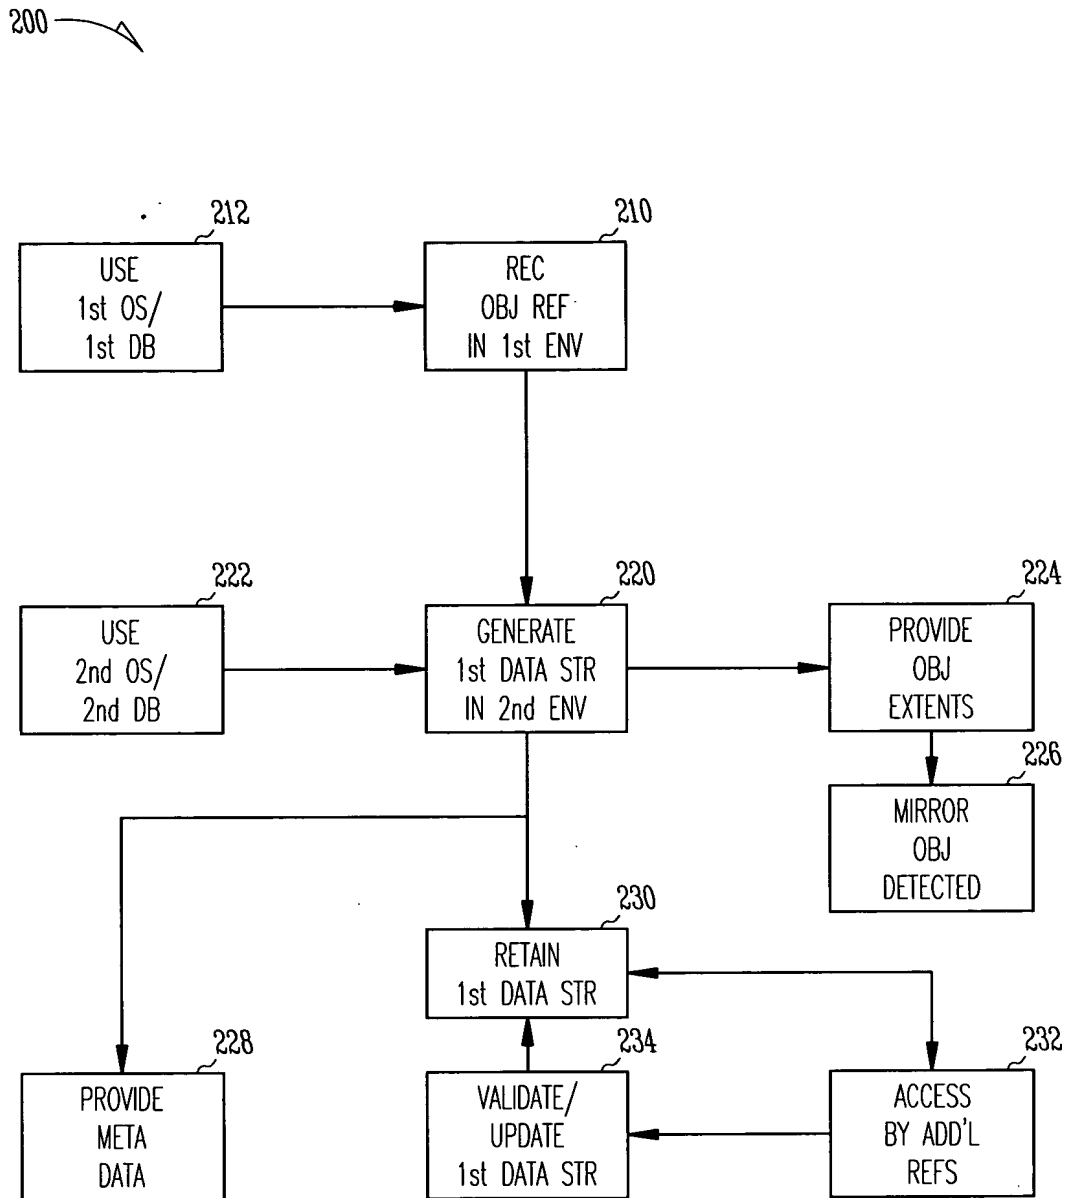 200
212
USE
1st OS/
1st DB
210
REC
OBJ REF
IN 1st ENV
222
USE
2nd OS/
2nd DB
220
GENERATE
1st DATA STR
IN 2nd ENV
224
PROVIDE
OBJ
EXTENTS
226
MIRROR
OBJ
DETECTED
230
RETAIN
1st DATA STR
228
PROVIDE
META
DATA
234
VALIDATE/
UPDATE
1st DATA STR
232
ACCESS
BY ADD'L
REFS